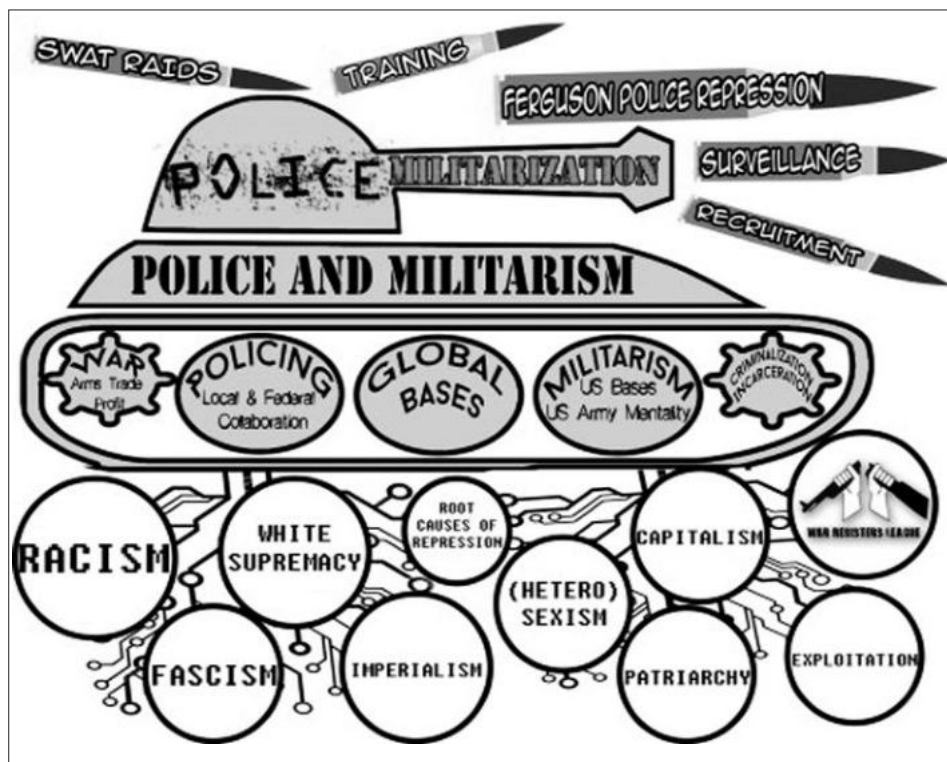 SWAT RAIDS
TRAINING
FERGUSON POLICE REPRESSION
SURVEILLANCE
RECRUITMENT
POLICE MILITARIZATION
POLICE AND MILITARISM
WAR
Arms Trade
Profit
POLICING
Local & Federal
Collaboration
GLOBAL
BASES
MILITARISM
US Bases
US Army Mentality
CRIMINALIZATION
INCARCERATION
RACISM
WHITE
SUPREMACY
ROOT
CAUSES OF
REPRESSION
(HETERO)
SEXISM
CAPITALISM
WAR RESISTERS LEAGUE
FASCISM
IMPERIALISM
PATRIARCHY
EXPLOITATION